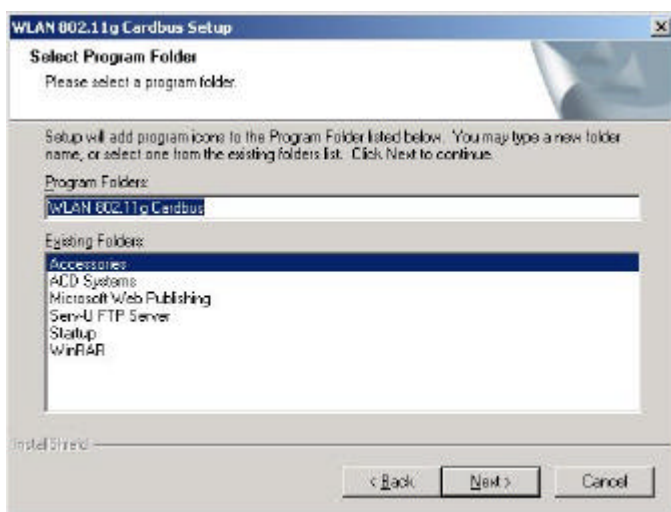 WLAN 802.11g Cardbus Setup
Select Program Folder
Please select a program folder.
Setup will add program icons to the Program Folder listed below. You may type a new folder
name, or select one from the existing folders list. Click Next to continue.
Program Folders:
WLAN 802.11g Cardbus
Existing Folders:
Accessories
ACD Systems
Microsoft Web Publishing
Serv-U FTP Server
Startup
WinRAR
InstallShield
< Back
Next >
Cancel